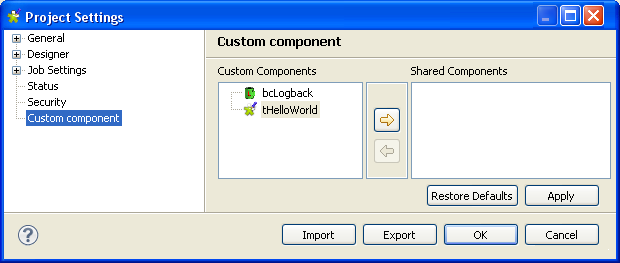 Project Settings
General
Designer
Job Settings
Status
Security
Custom component
Custom component
Custom Components
Shared Components
bcLogback
tHelloWorld
Restore Defaults
Apply
?
Import
Export
OK
Cancel